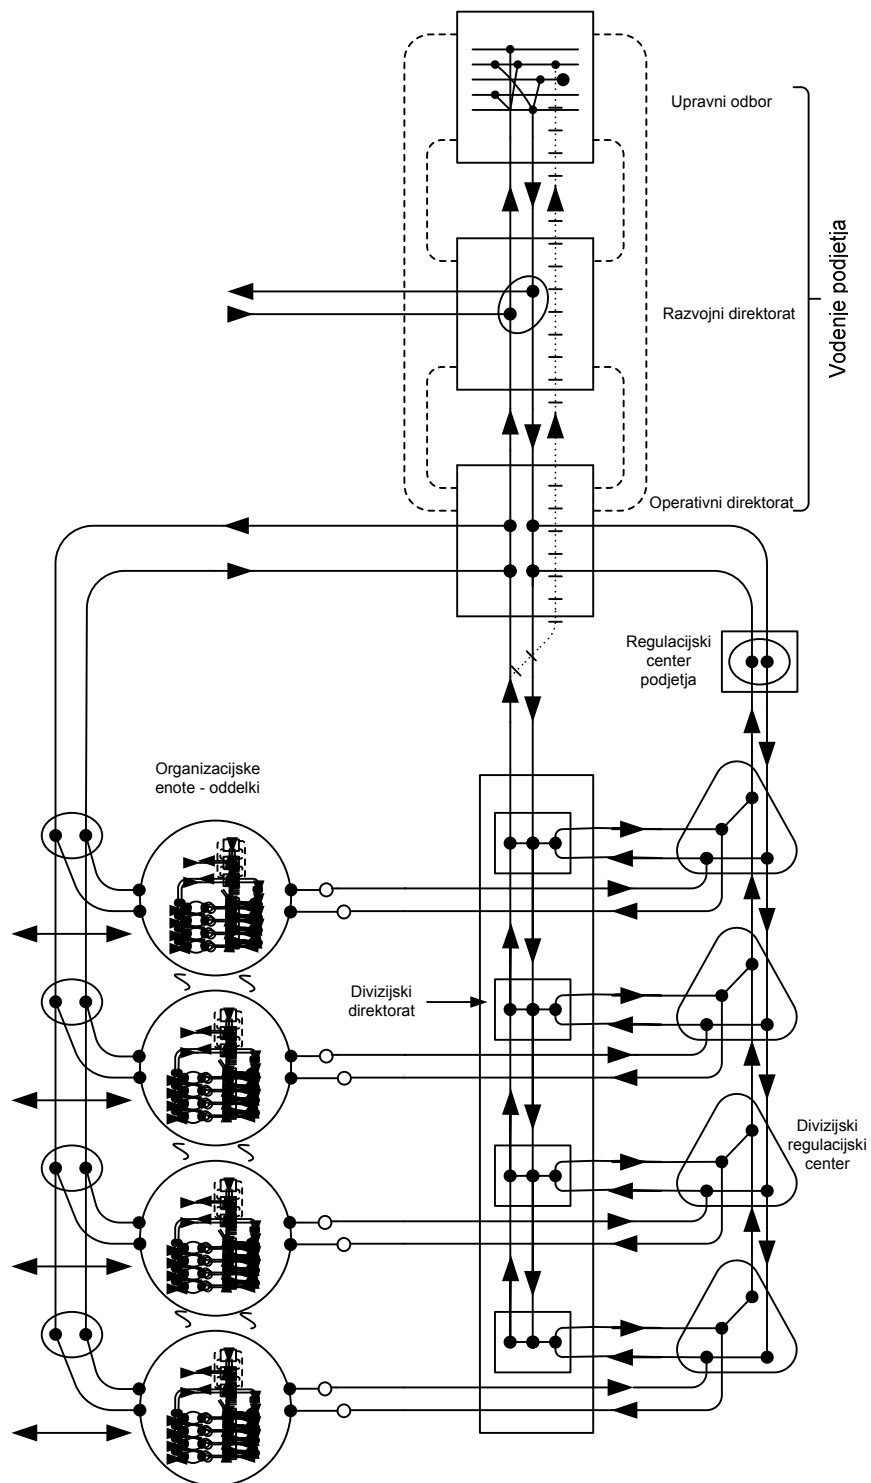 Upravni odbor
Razvojni direktorat
Vodenje podjetja
Operativni direktorat
Regulacijski
center
podjetja
Organizacijske
enote - oddelki
Divizijski
direktorat
Divizijski
regulacijski
center